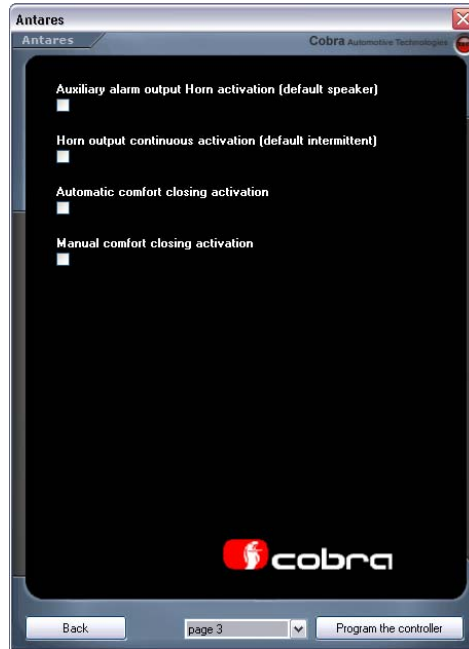 Antares
Antares
Cobra Automotive Technologies
Auxiliary alarm output Horn activation (default speaker)
Horn output continuous activation (default intermittent)
Automatic comfort closing activation
Manual comfort closing activation
cobra
Back
page 3
Program the controller